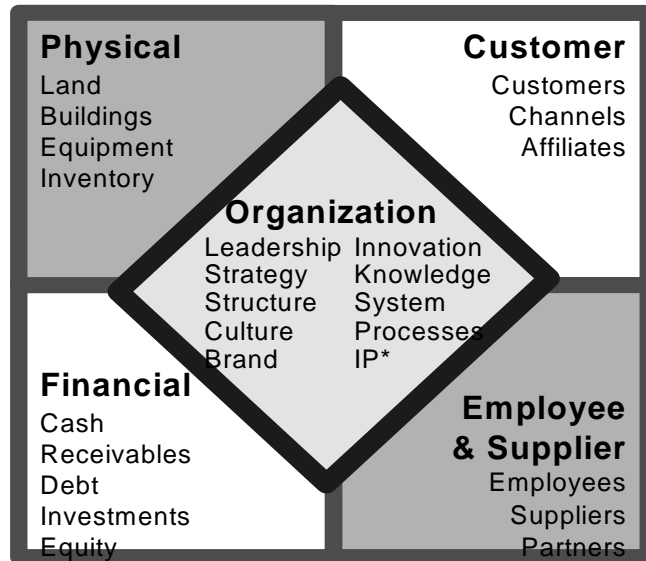 Physical
Land
Buildings
Equipment
Inventory
Customer
Customers
Channels
Affiliates
Organization
Leadership Innovation
Strategy Knowledge
Structure System
Culture Processes
Brand IP*
Financial
Cash
Receivables
Debt
Investments
Equity
Employee
& Supplier
Employees
Suppliers
Partners